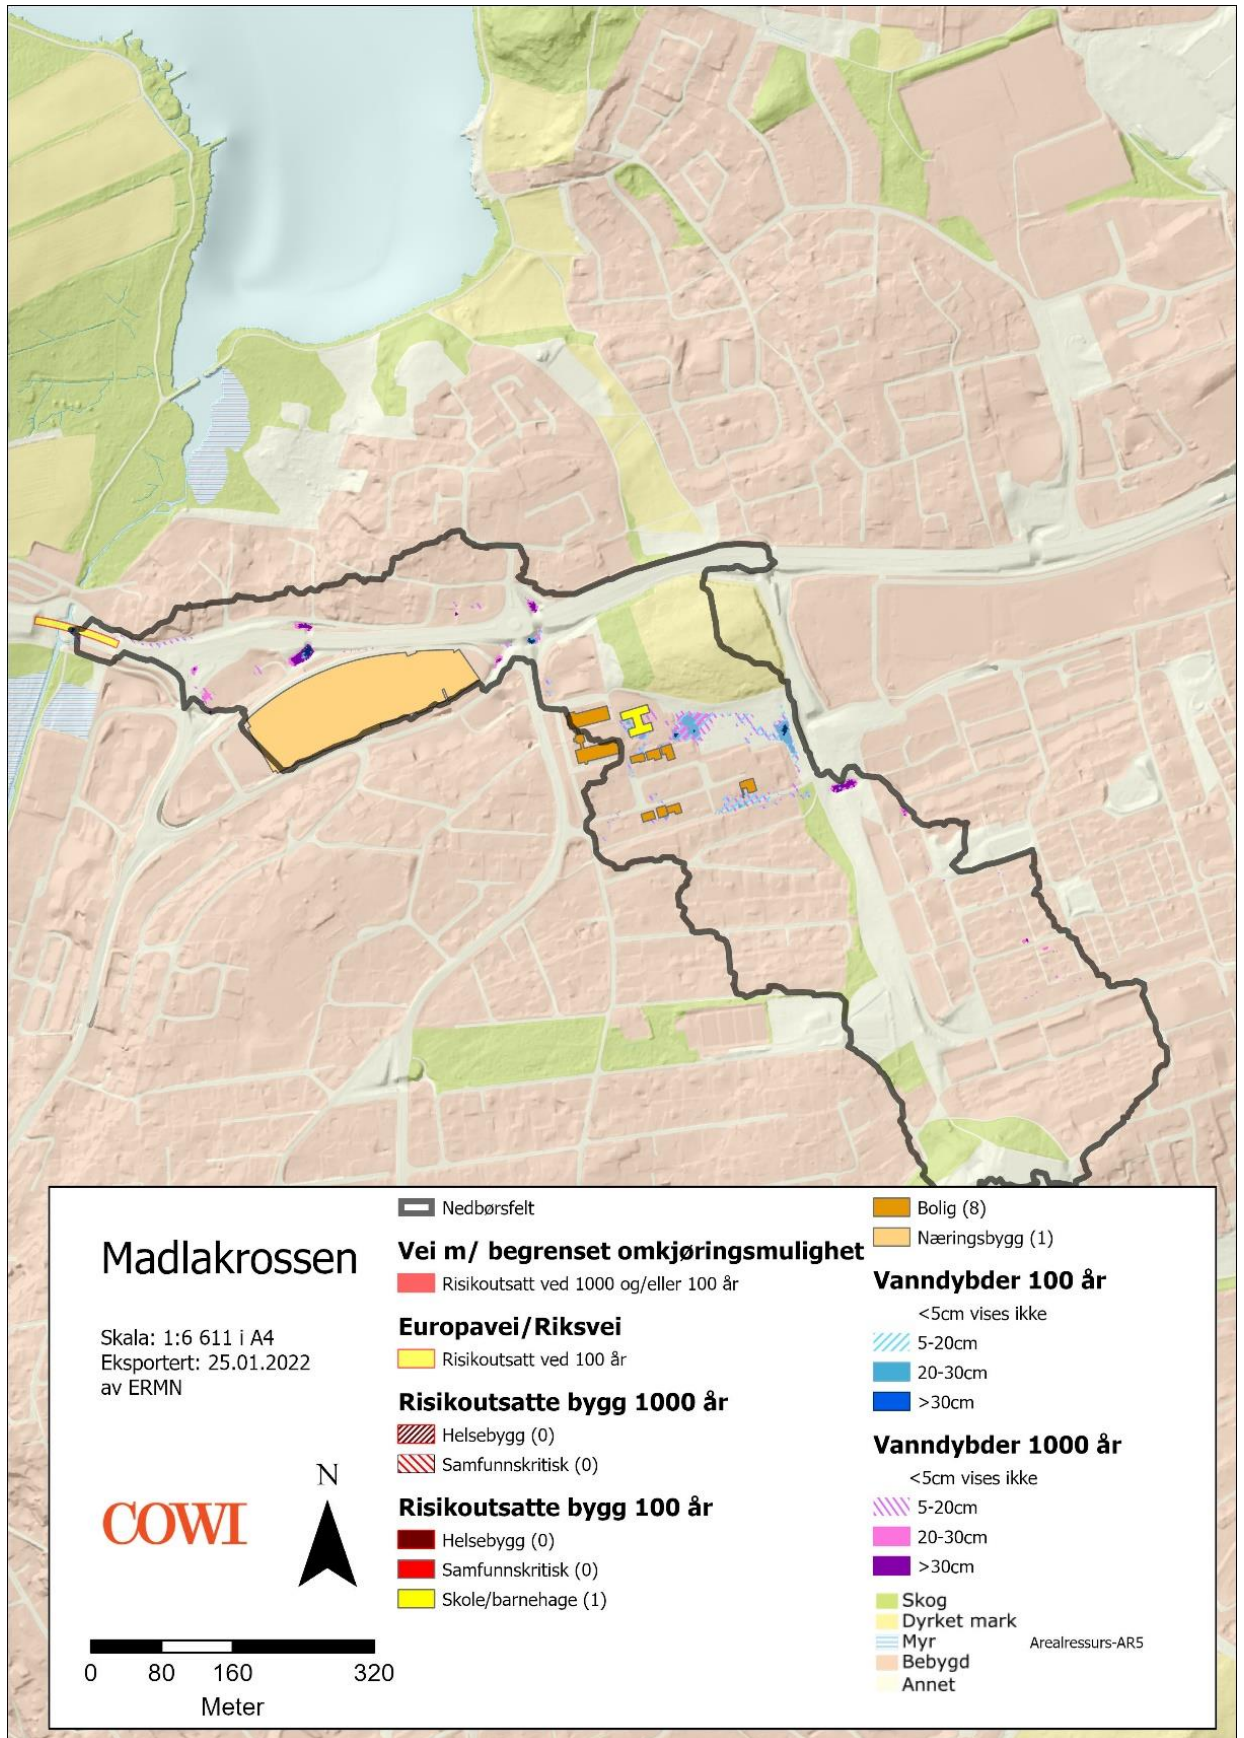 Madlakrossen
Skala: 1:6 611 i A4
Eksportert: 25.01.2022
av ERMN
COWI
N
0 80 160 320
Meter
Nedbørsfelt
Vei m/ begrenset omkjøringsmulighet
Risikoutsatt ved 1000 og/eller 100 år
Europavei/Riksvei
Risikoutsatt ved 100 år
Risikoutsatte bygg 1000 år
Helsebygg (0)
Samfunnskritisk (0)
Risikoutsatte bygg 100 år
Helsebygg (0)
Samfunnskritisk (0)
Skole/barnehage (1)
Bolig (8)
Næringsbygg (1)
Vanndybder 100 år
<5cm vises ikke
5-20cm
20-30cm
>30cm
Vanndybder 1000 år
<5cm vises ikke
5-20cm
20-30cm
>30cm
Skog
Dyrket mark
Myr
Bebygd
Annet
Arealressurs-AR5